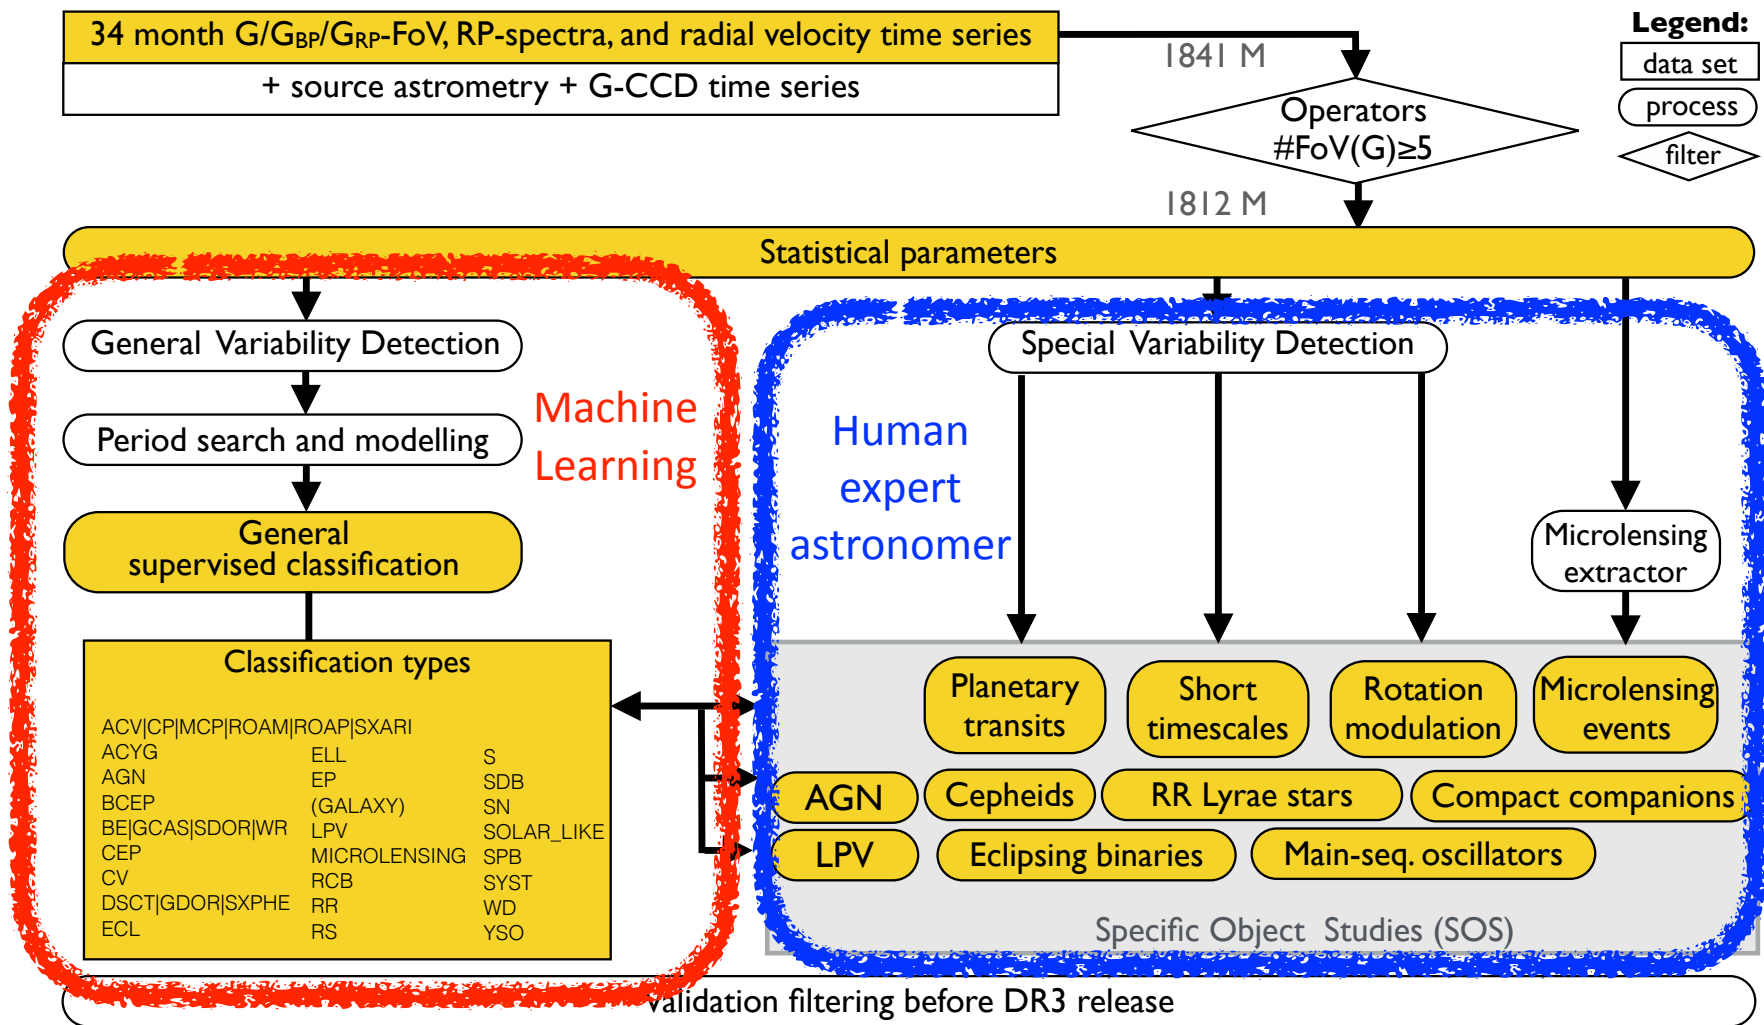 34 month G/GBP/GRP-FoV, RP-spectra, and radial velocity time series
+ source astrometry + G-CCD time series
1841 M
Operators
#FoV(G)≥5
1812 M
Legend:
data set
process
filter
Statistical parameters
General Variability Detection
Period search and modelling
General
supervised classification
Machine
Learning
Classification types
ACV|CP|MCP|ROAM|ROAP|SXARI
ACYG
AGN
BCEP
BE|GCAS|SDOR|WR
CEP
CV
DSCT|GDOR|SXPHE
ECL
ELL
EP
(GALAXY)
LPV
MICROLENSING
RCB
RR
RS
S
SDB
SN
SOLAR_LIKE
SPB
SYST
WD
YSO
Special Variability Detection
Human
expert
astronomer
Microlensing
extractor
Planetary
transits
Short
timescales
Rotation
modulation
Microlensing
events
AGN
Cepheids
RR Lyrae stars
Compact companions
LPV
Eclipsing binaries
Main-seq. oscillators
Specific Object Studies (SOS)
Validation filtering before DR3 release